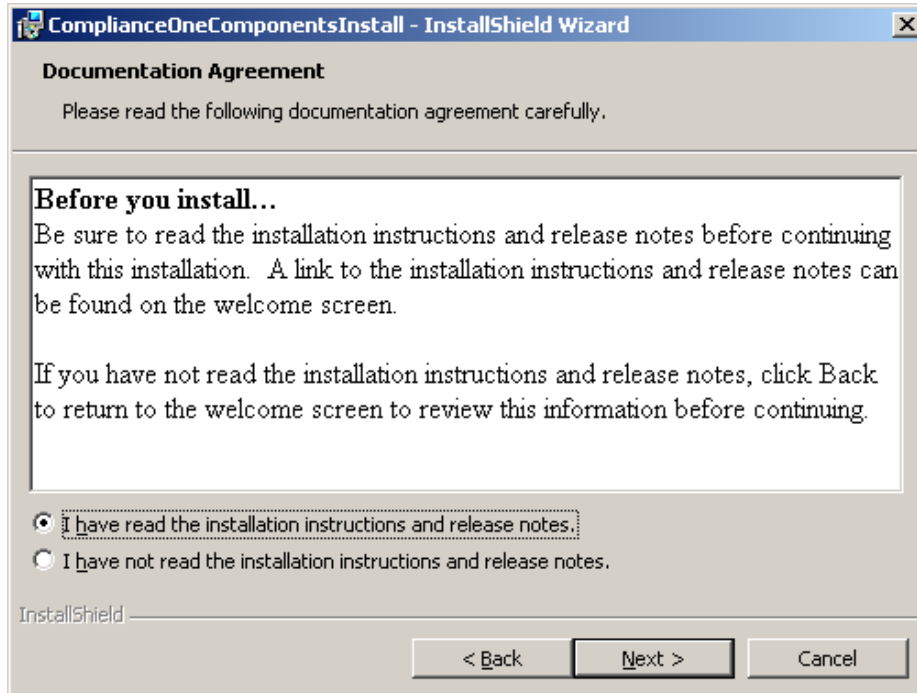 ComplianceOneComponentsInstall - InstallShield Wizard
Documentation Agreement
Please read the following documentation agreement carefully.
Before you install...
Be sure to read the installation instructions and release notes before continuing
with this installation.  A link to the installation instructions and release notes can
be found on the welcome screen.
If you have not read the installation instructions and release notes, click Back
to return to the welcome screen to review this information before continuing.
I have read the installation instructions and release notes.
I have not read the installation instructions and release notes.
InstallShield
< Back
Next >
Cancel